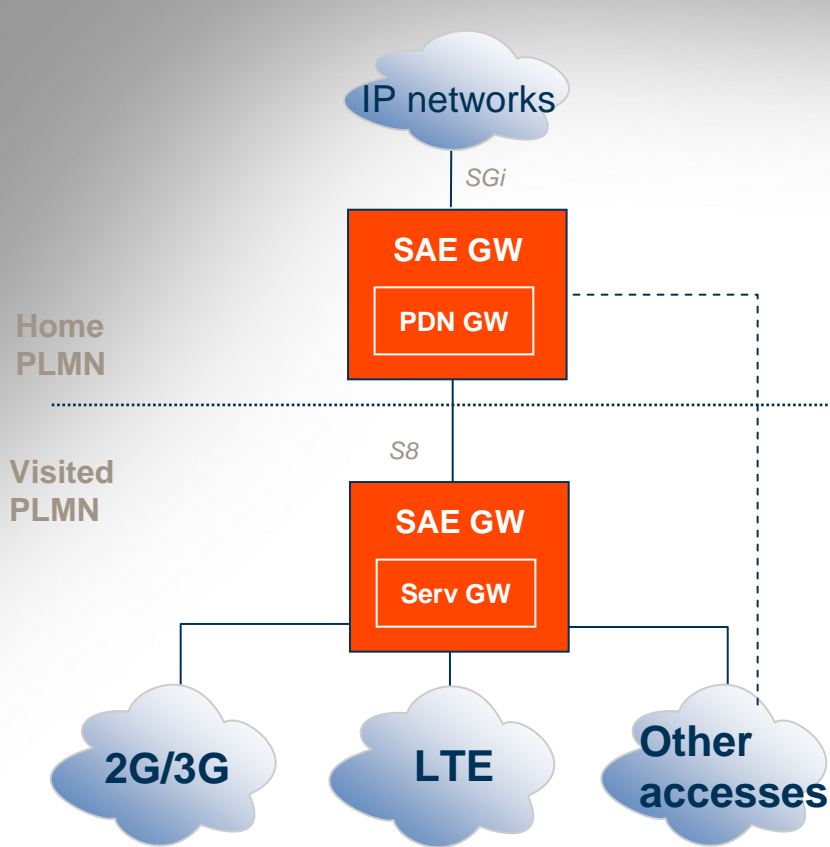 IP networks
SGi
SAE GW
PDN GW
Home
PLMN
S8
Visited
PLMN
SAE GW
Serv GW
2G/3G
LTE
Other
accesses